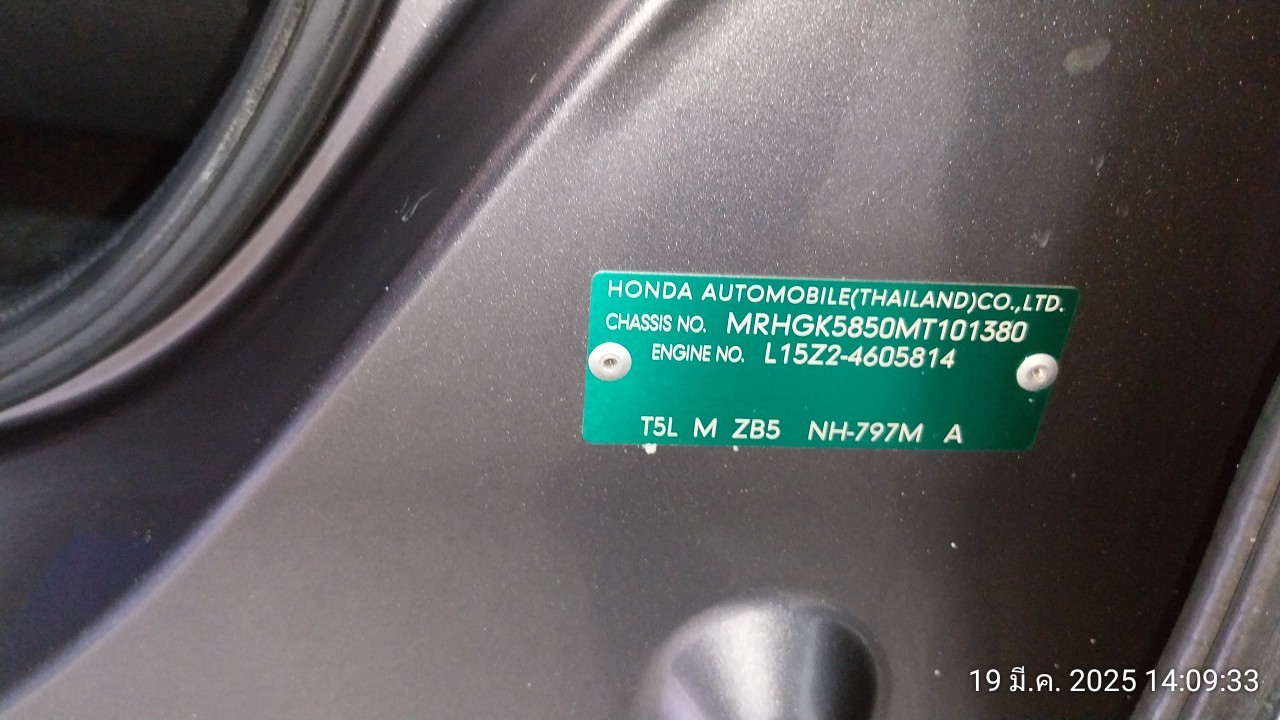 HONDA AUTOMOBILE(THAILAND)CO.,LTD.
CHASSIS NO. MRHGK5850MT101380
ENGINE NO. L15Z2-4605814
T5L M ZB5 NH-797M A
19 มี.ค. 2025 14:09:33